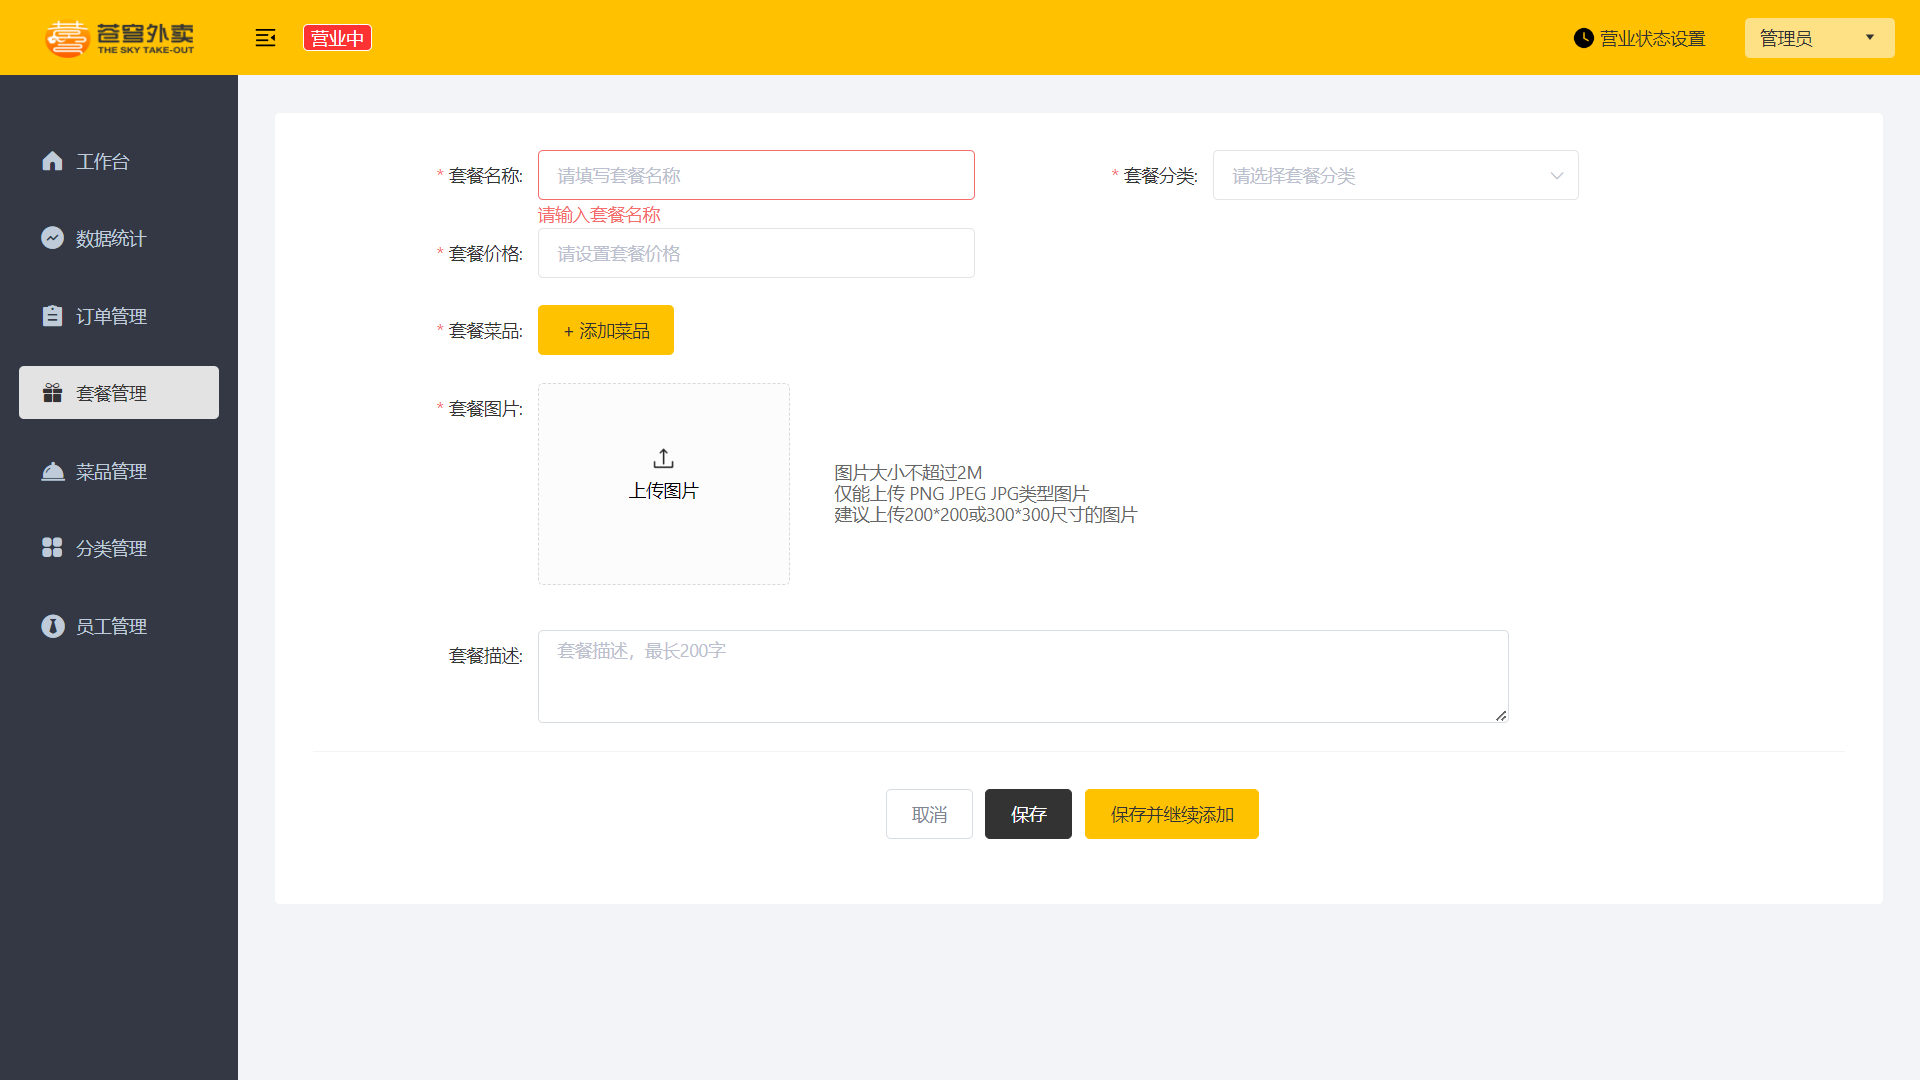 苍穹外卖
THE SKY TAKE-OUT
营业中
营业状态设置
管理员
工作台
数据统计
订单管理
套餐管理
菜品管理
分类管理
员工管理
* 套餐名称:
请填写套餐名称
请输入套餐名称
* 套餐分类:
请选择套餐分类
* 套餐价格:
请设置套餐价格
* 套餐菜品:
+ 添加菜品
* 套餐图片:
上传图片
图片大小不超过2M
仅能上传 PNG JPEG JPG类型图片
建议上传200*200或300*300尺寸的图片
套餐描述:
套餐描述，最长200字
取消
保存
保存并继续添加